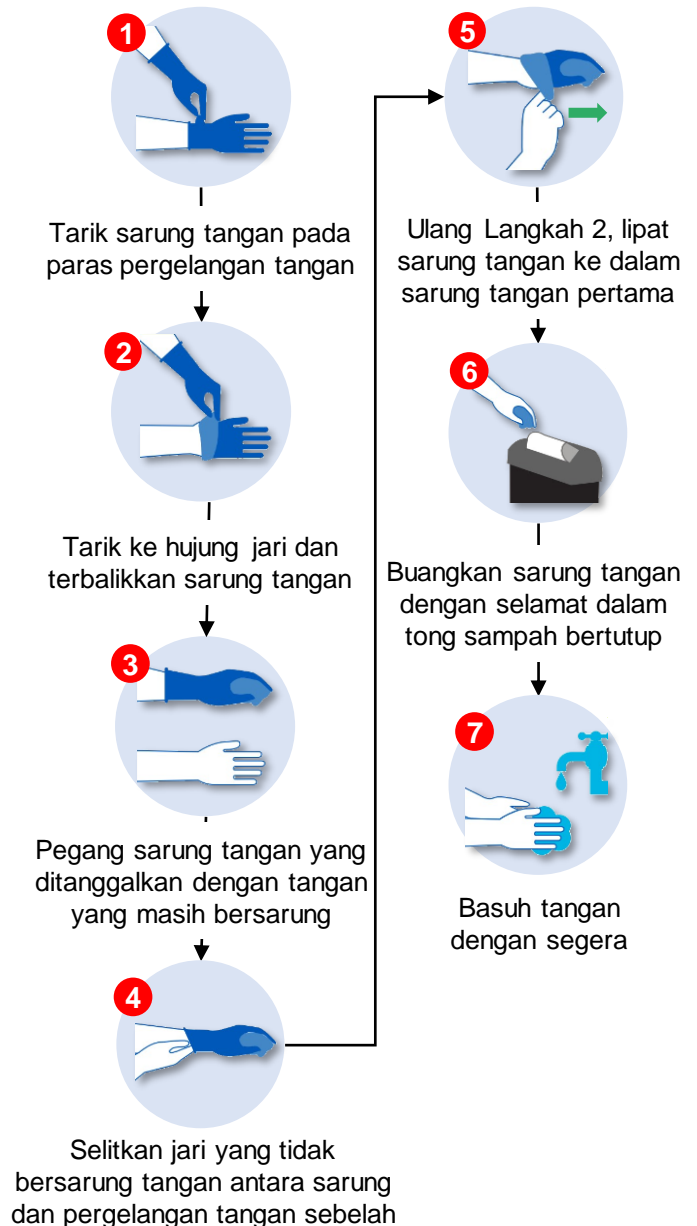 1
Tarik sarung tangan pada
paras pergelangan tangan
2
Tarik ke hujung jari dan
terbalikkan sarung tangan
3
Pegang sarung tangan yang
ditanggalkan dengan tangan
yang masih bersarung
4
Selitkan jari yang tidak
bersarung tangan antara sarung
dan pergelangan tangan sebelah
5
Ulang Langkah 2, lipat
sarung tangan ke dalam
sarung tangan pertama
6
Buangkan sarung tangan
dengan selamat dalam
tong sampah bertutup
7
Basuh tangan
dengan segera